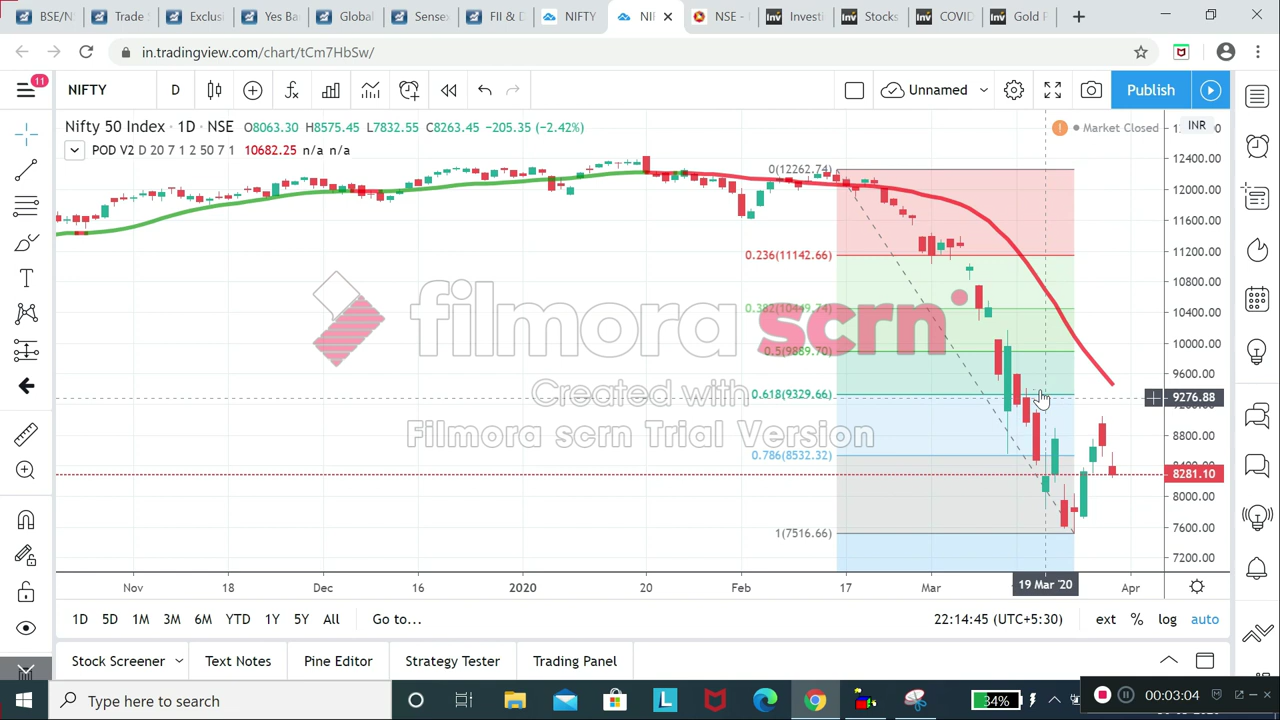 BSE/N
Trade
Exclusi
Yes Ba
Global
Sensex
FII & D
NIFTY
NIF
NSE -
Investi
Stocks
COVID
Gold P
in.tradingview.com/chart/tCm7HbSw/
11
NIFTY
D
Unnamed
Publish
Nifty 50 Index · 1D · NSE O8063.30 H8575.45 L7832.55 C8263.45 −205.35 (−2.42%)
Market Closed
INR
POD V2 D 20 7 1 2 50 7 1 10682.25 n/a n/a
12400.00
0(12262.74)
12000.00
11600.00
0.236(11142.66)
11200.00
10800.00
0.382(10449.74)
10400.00
0.5(9889.70)
10000.00
9600.00
0.618(9329.66)
9276.88
8800.00
0.786(8532.32)
8281.10
8000.00
1(7516.66)
7600.00
7200.00
filmora scrn
Created with
Filmora scrn Trial Version
Nov
18
Dec
16
2020
20
Feb
17
Mar
19 Mar '20
Apr
1D 5D 1M 3M 6M YTD 1Y 5Y All Go to...
22:14:45 (UTC+5:30) ext % log auto
Stock Screener
Text Notes
Pine Editor
Strategy Tester
Trading Panel
Type here to search
34%
00:03:04